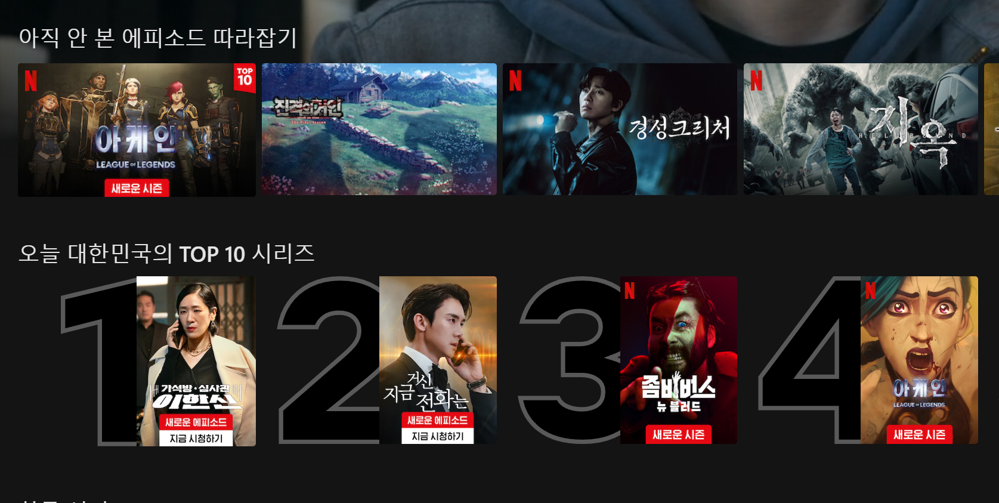 아직 안 본 에피소드 따라잡기
N
TOP
10
아케인
LEAGUE OF LEGENDS
새로운 시즌
진격의 거인
The Final Season
N
경성크리처
N
지옥
HELLBOUND
오늘 대한민국의 TOP 10 시리즈
1
가석방·심사관
이한신
새로운 에피소드
지금 시청하기
2
지금 거신
전화는
새로운 에피소드
지금 시청하기
3
N
좀비버스
뉴 블러드
새로운 시즌
4
N
아케인
LEAGUE OF LEGENDS
새로운 시즌